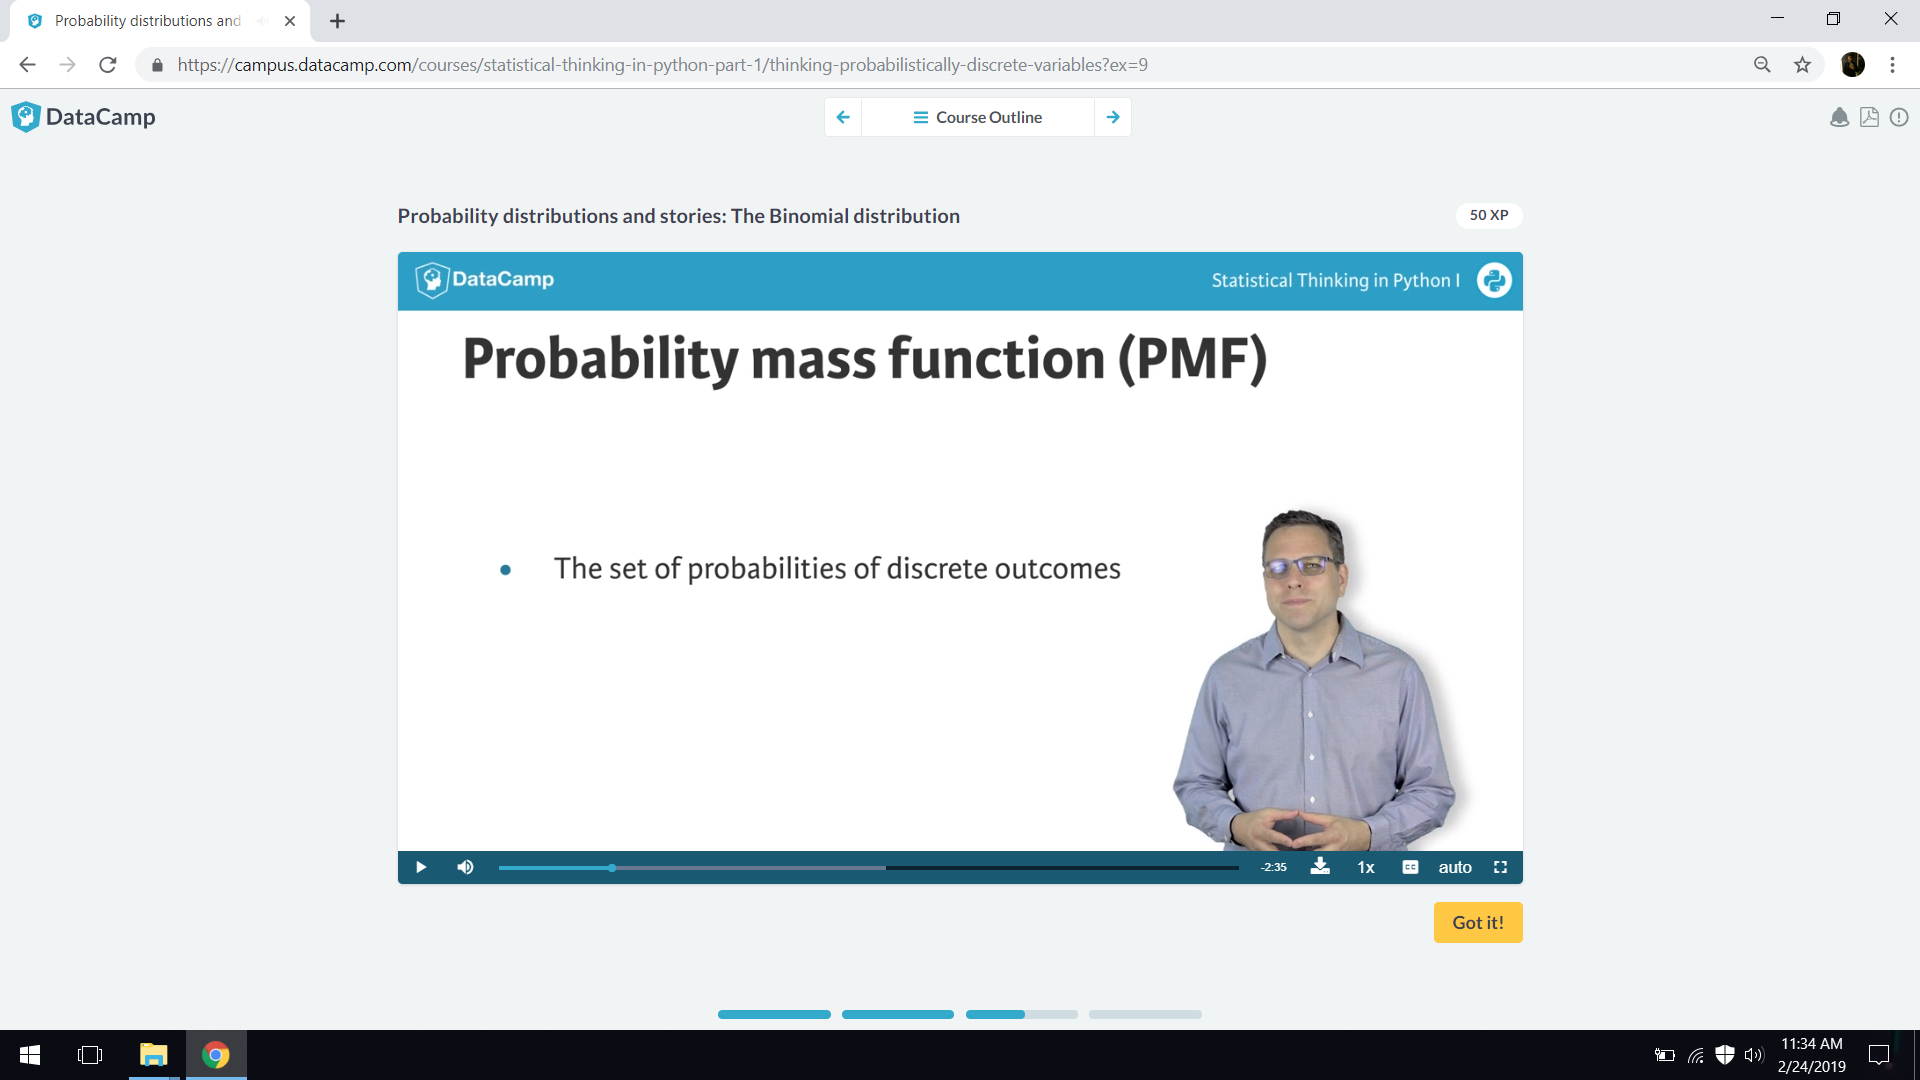 Probability distributions and
https://campus.datacamp.com/courses/statistical-thinking-in-python-part-1/thinking-probabilistically-discrete-variables?ex=9
DataCamp
Course Outline
Probability distributions and stories: The Binomial distribution
50 XP
DataCamp
Statistical Thinking in Python I
Probability mass function (PMF)
• The set of probabilities of discrete outcomes
-2:35
1x
CC
auto
Got it!
11:34 AM
2/24/2019